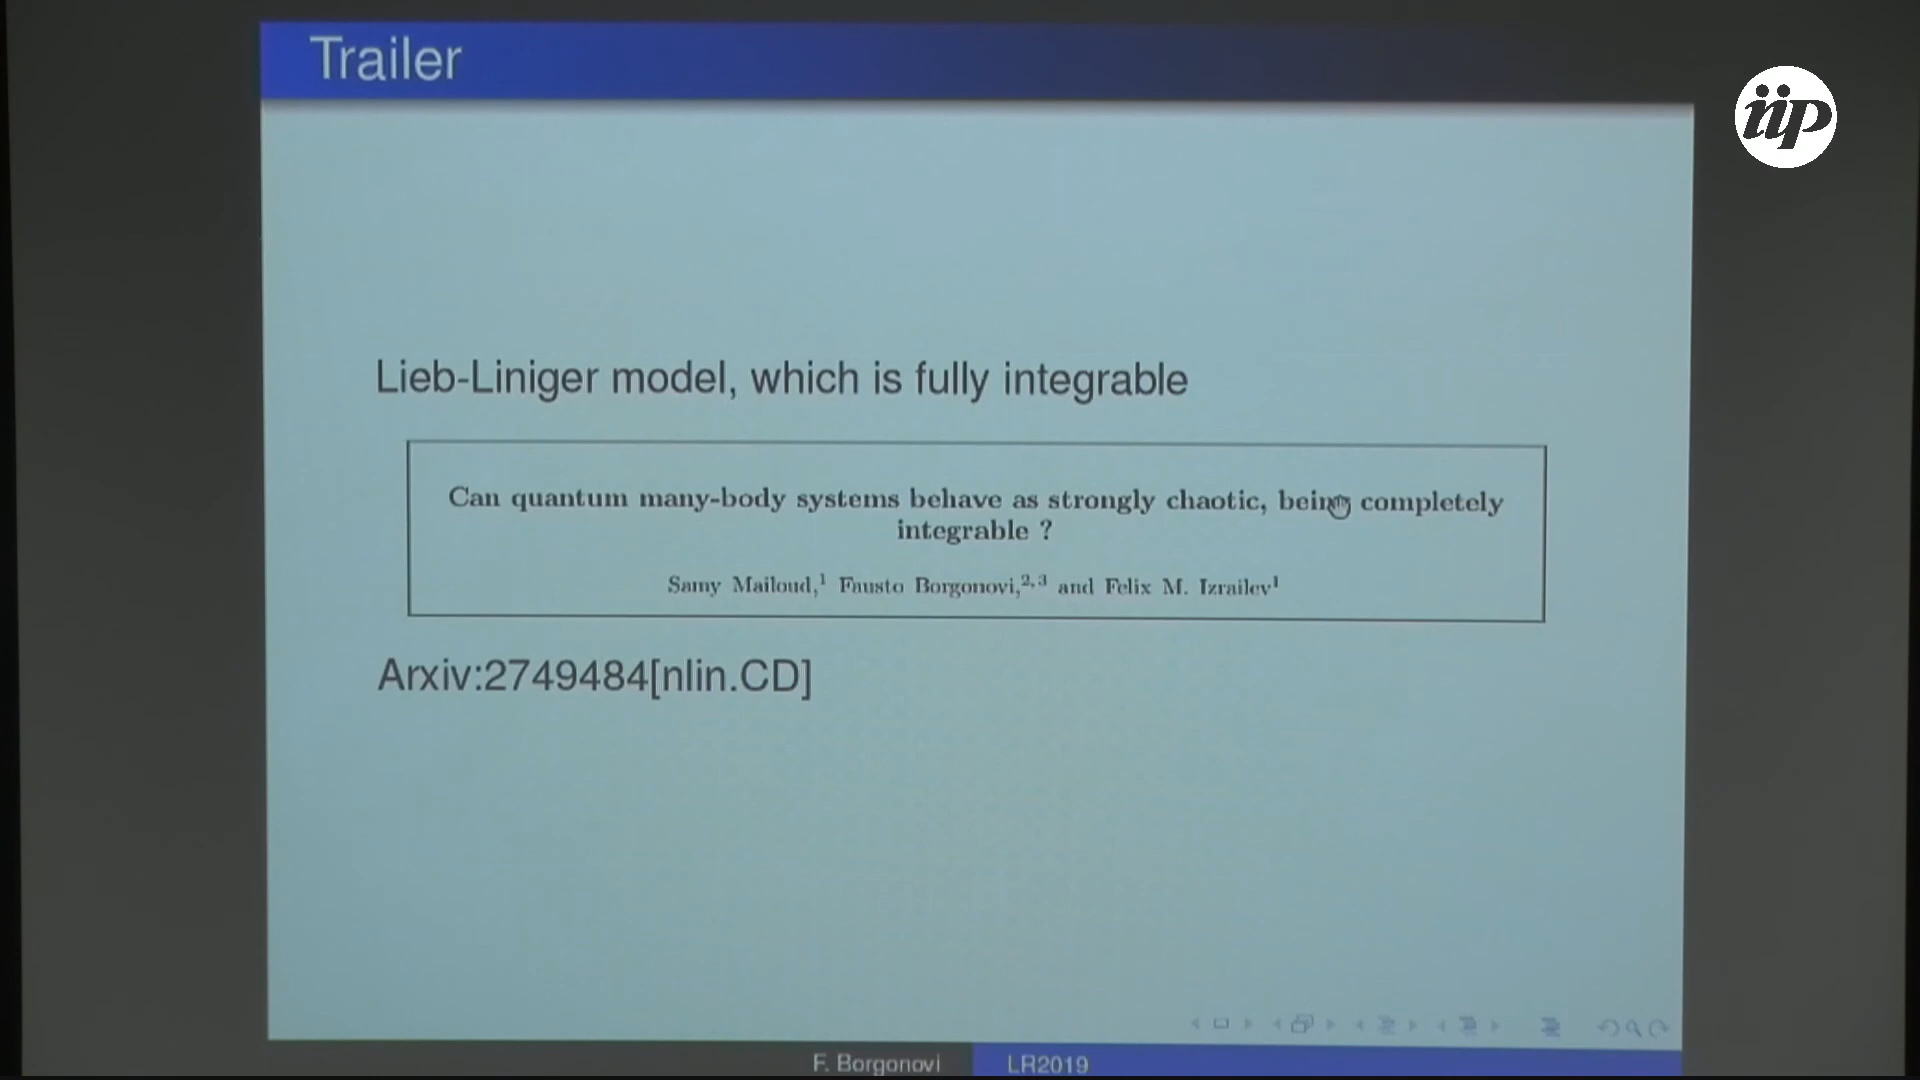 Trailer
iip
Lieb-Liniger model, which is fully integrable
Can quantum many-body systems behave as strongly chaotic, being completely
integrable ?
Samy Mailoud,¹ Fausto Borgonovi,²,³ and Felix M. Izrailev¹
Arxiv:2749484[nlin.CD]
F. Borgonovi
LR2019